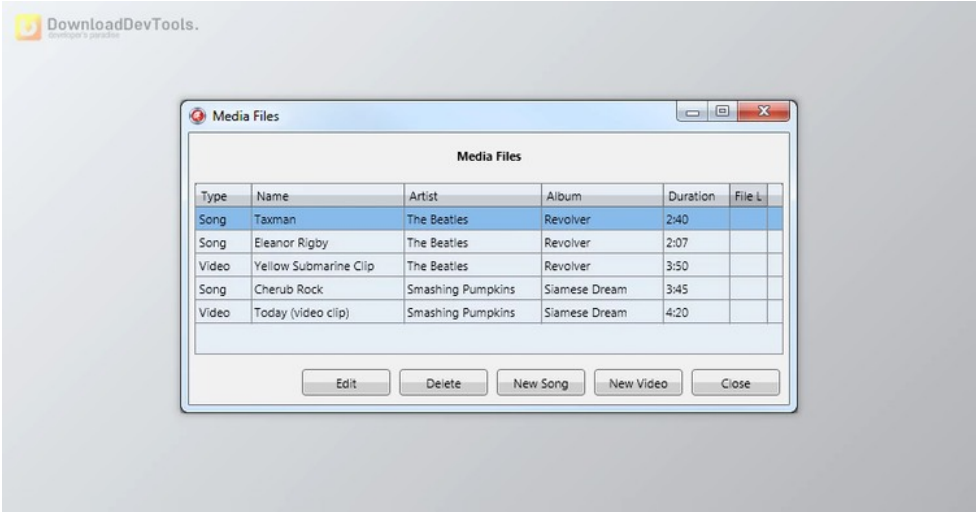 DownloadDevTools.
developer's paradise
Media Files
Media Files
Type Name Artist Album Duration File L
Song Taxman The Beatles Revolver 2:40
Song Eleanor Rigby The Beatles Revolver 2:07
Video Yellow Submarine Clip The Beatles Revolver 3:50
Song Cherub Rock Smashing Pumpkins Siamese Dream 3:45
Video Today (video clip) Smashing Pumpkins Siamese Dream 4:20
Edit Delete New Song New Video Close